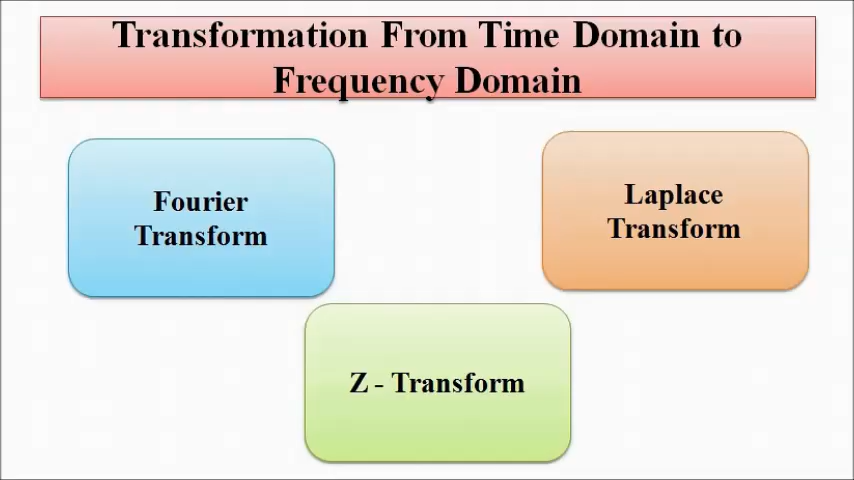 Transformation From Time Domain to
Frequency Domain
Fourier
Transform
Laplace
Transform
Z - Transform